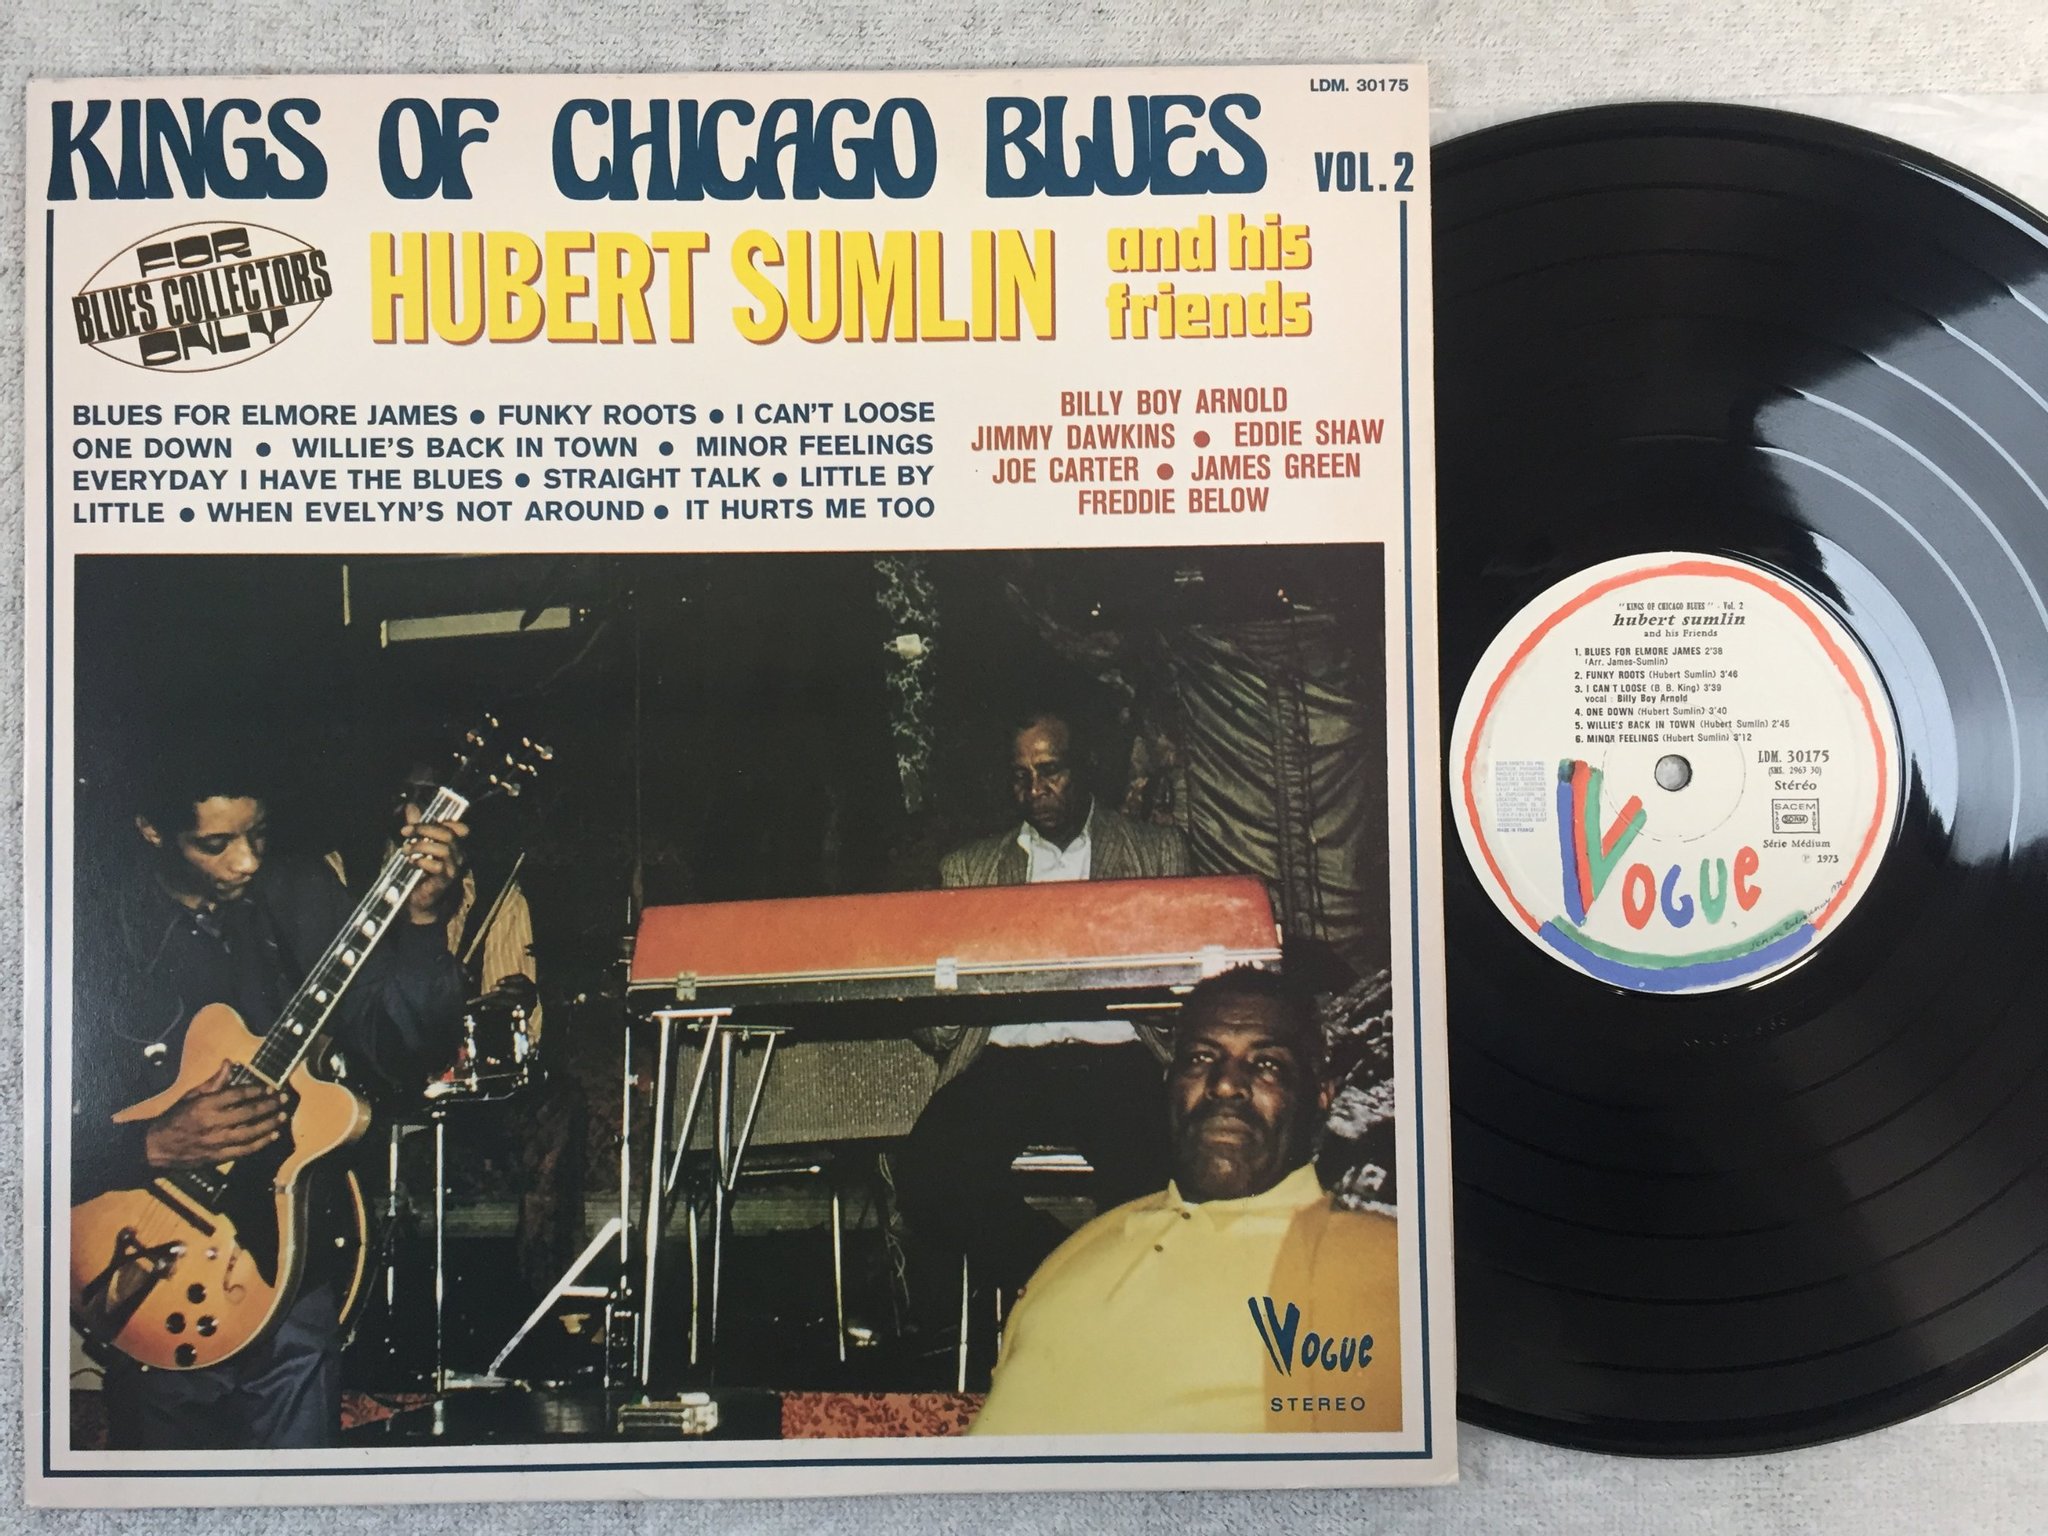 LDM. 30175
KINGS OF CHICAGO BLUES VOL.2
FOR
BLUES COLLECTORS
ONLY
HUBERT SUMLIN and his
friends
BLUES FOR ELMORE JAMES ● FUNKY ROOTS ● I CAN'T LOOSE
ONE DOWN ● WILLIE'S BACK IN TOWN ● MINOR FEELINGS
EVERYDAY I HAVE THE BLUES ● STRAIGHT TALK ● LITTLE BY
LITTLE ● WHEN EVELYN'S NOT AROUND ● IT HURTS ME TOO
BILLY BOY ARNOLD
JIMMY DAWKINS ● EDDIE SHAW
JOE CARTER ● JAMES GREEN
FREDDIE BELOW
VOGUE
STEREO
"KINGS OF CHICAGO BLUES" - Vol. 2
hubert sumlin
and his Friends
1. BLUES FOR ELMORE JAMES 2'38
(Arr. James-Sumlin)
2. FUNKY ROOTS (Hubert Sumlin) 3'46
3. I CAN T LOOSE (B. B. King) 3'39
vocal : Billy Boy Arnold
4. ONE DOWN (Hubert Sumlin) 3'40
5. WILLIE'S BACK IN TOWN (Hubert Sumlin) 2'45
6. MINOR FEELINGS (Hubert Sumlin) 3'12
LDM. 30175
(SMS. 2963 30)
Stéréo
SACEM
SDRM
Série Médium
℗ 1973
MADE IN FRANCE
VOGUE